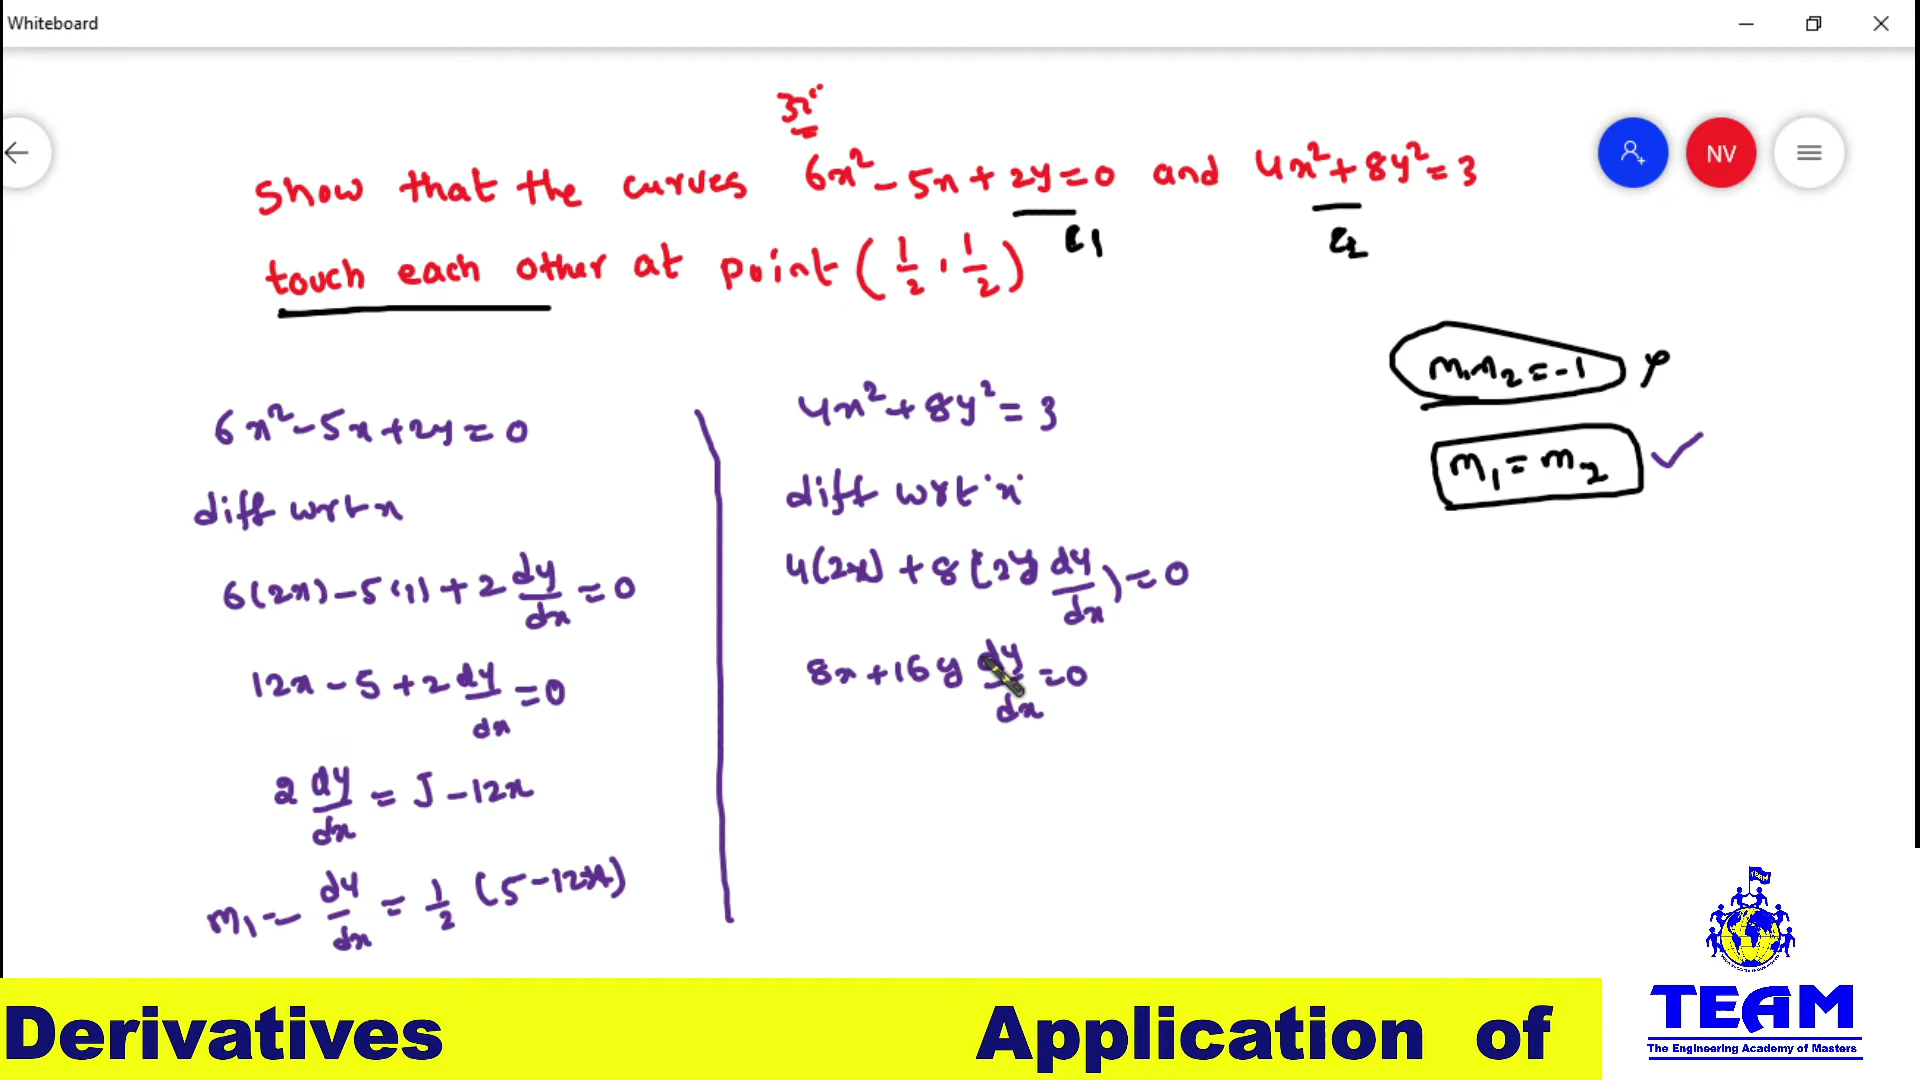 Whiteboard
NV
show that the curves 6x² - 5x + 2y = 0 and 4x² + 8y² = 3
C1
C2
touch each other at point (1/2, 1/2)
m1m2 = -1
m1 = m2 ✓
6x² - 5x + 2y = 0
diff wrt x
6(2x) - 5(1) + 2 dy/dx = 0
12x - 5 + 2 dy/dx = 0
2 dy/dx = 5 - 12x
m1 = dy/dx = 1/2 (5 - 12x)
4x² + 8y² = 3
diff wrt 'x'
4(2x) + 8(2y dy/dx) = 0
8x + 16y dy/dx = 0
Derivatives Application of
TEAM
The Engineering Academy of Masters